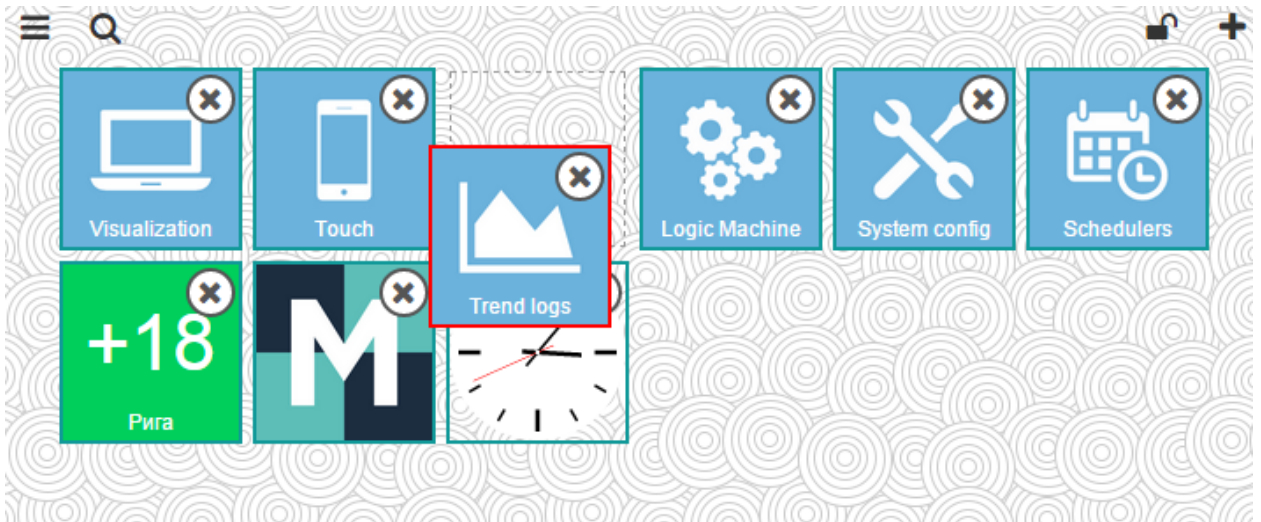 Visualization
Touch
Trend logs
Logic Machine
System config
Schedulers
+18
Рига
M